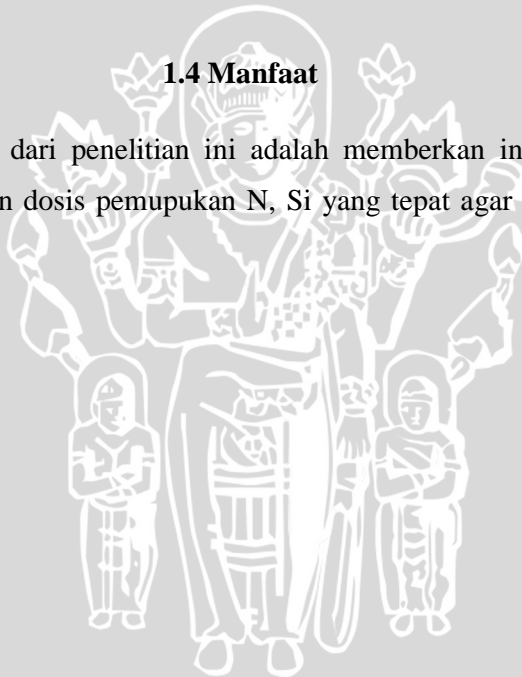 1.4 Manfaat
dari penelitian ini adalah memberkan in
n dosis pemupukan N, Si yang tepat agar